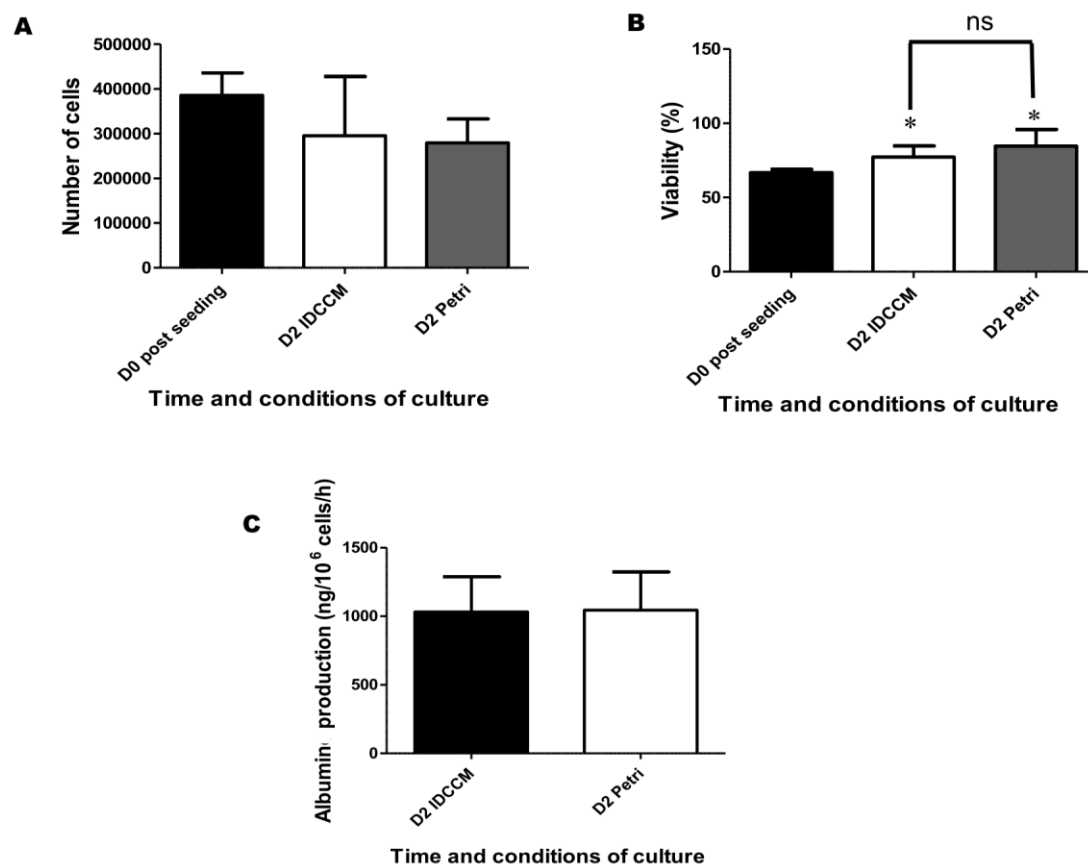 A
Number of cells
500000
400000
300000
200000
100000
0
D0 post seeding
D2 IDCCM
D2 Petri
Time and conditions of culture
B
ns
Viability (%)
150
100
50
0
*
*
D0 post seeding
D2 IDCCM
D2 Petri
Time and conditions of culture
C
Albumin production (ng/10⁶ cells/h)
1500
1000
500
0
D2 IDCCM
D2 Petri
Time and conditions of culture